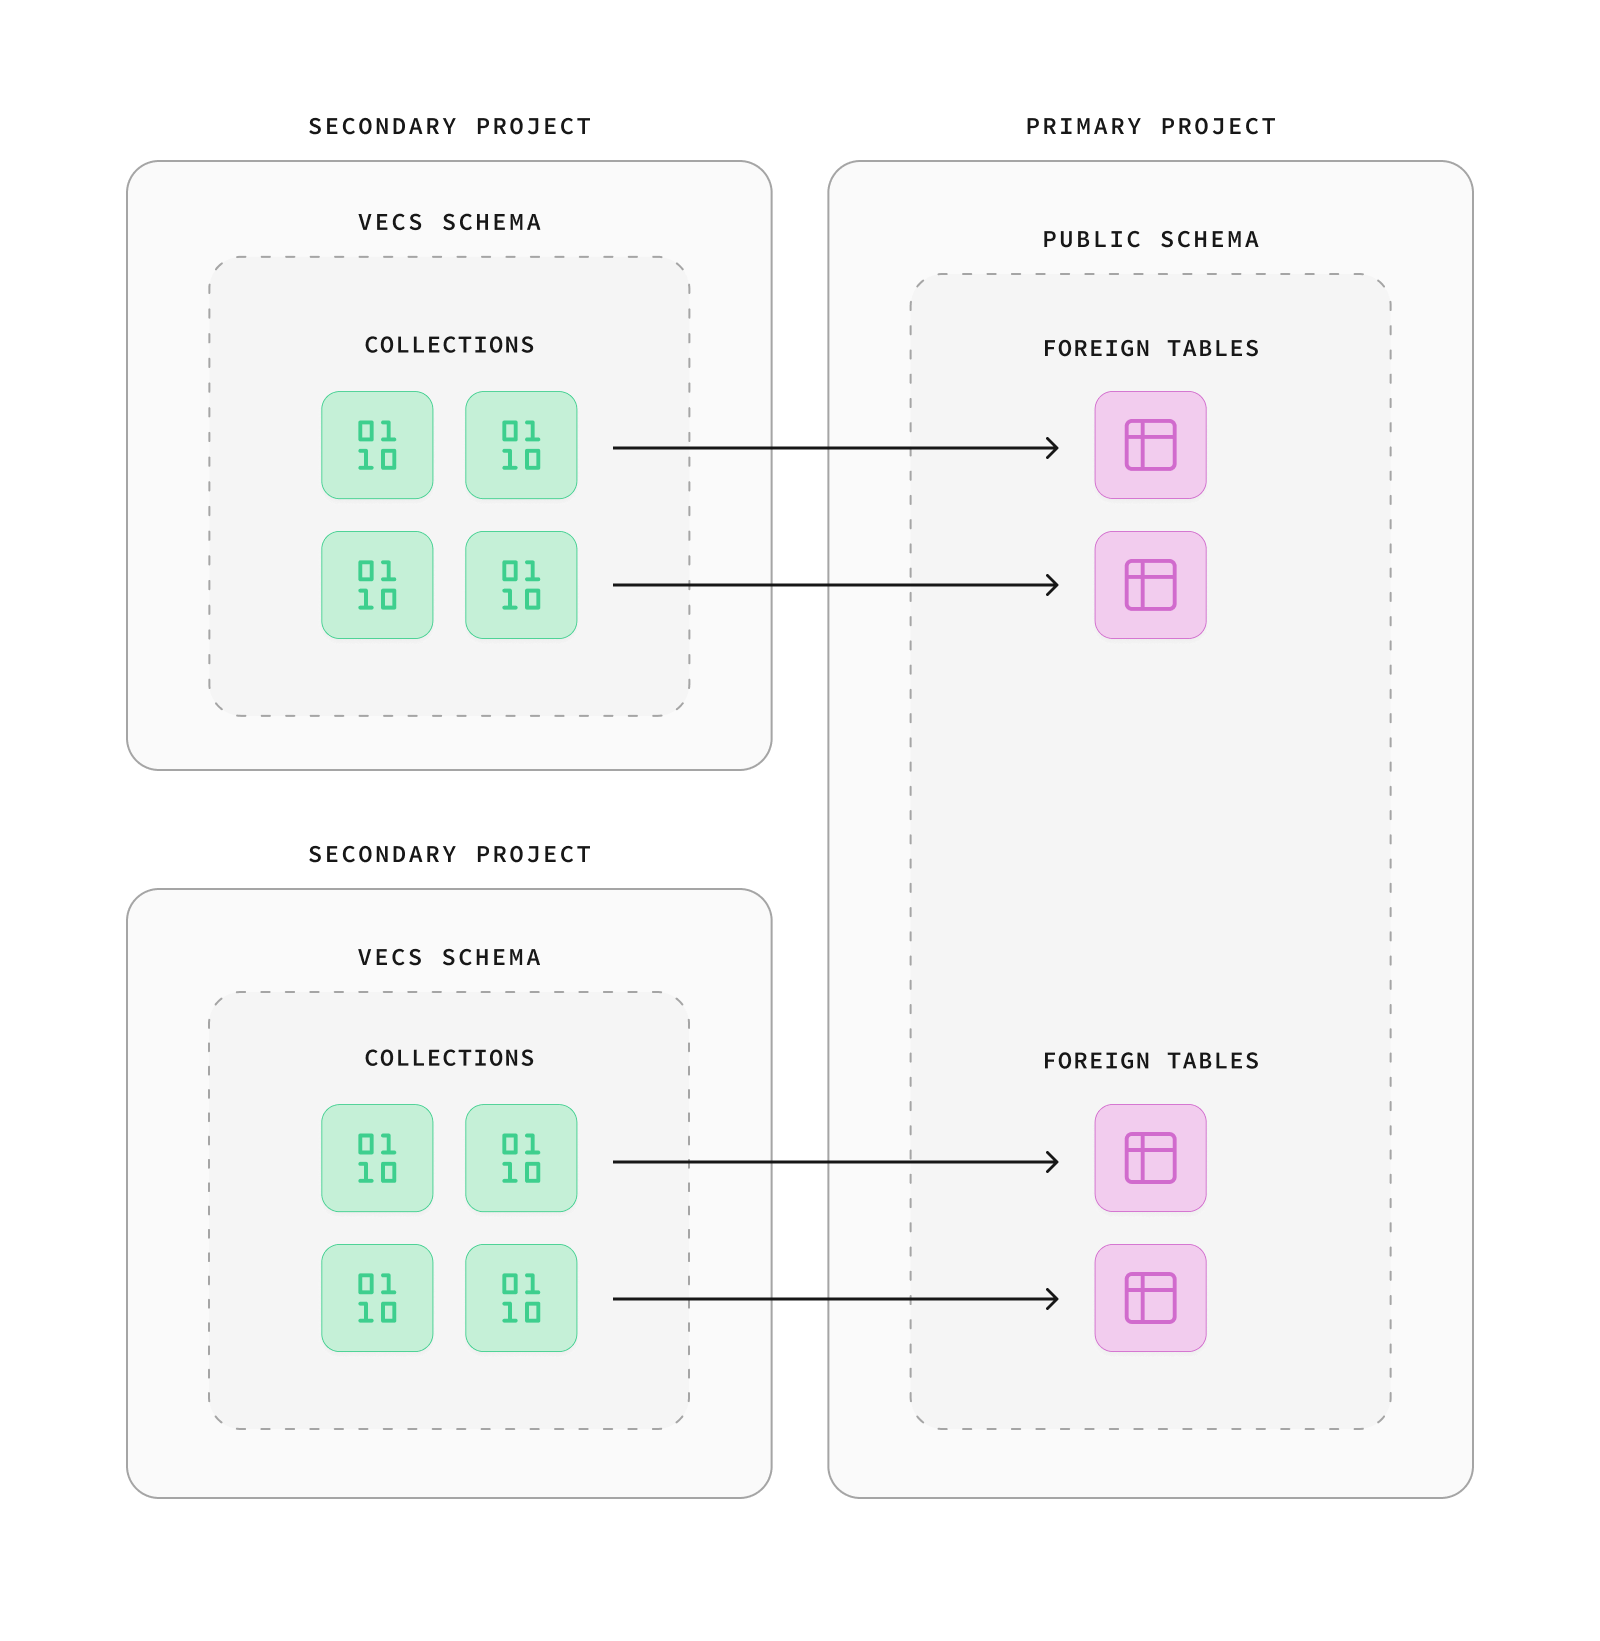 SECONDARY PROJECT
VECS SCHEMA
COLLECTIONS
01 01
10 10
01 01
10 10
SECONDARY PROJECT
VECS SCHEMA
COLLECTIONS
01 01
10 10
01 01
10 10
PRIMARY PROJECT
PUBLIC SCHEMA
FOREIGN TABLES
FOREIGN TABLES